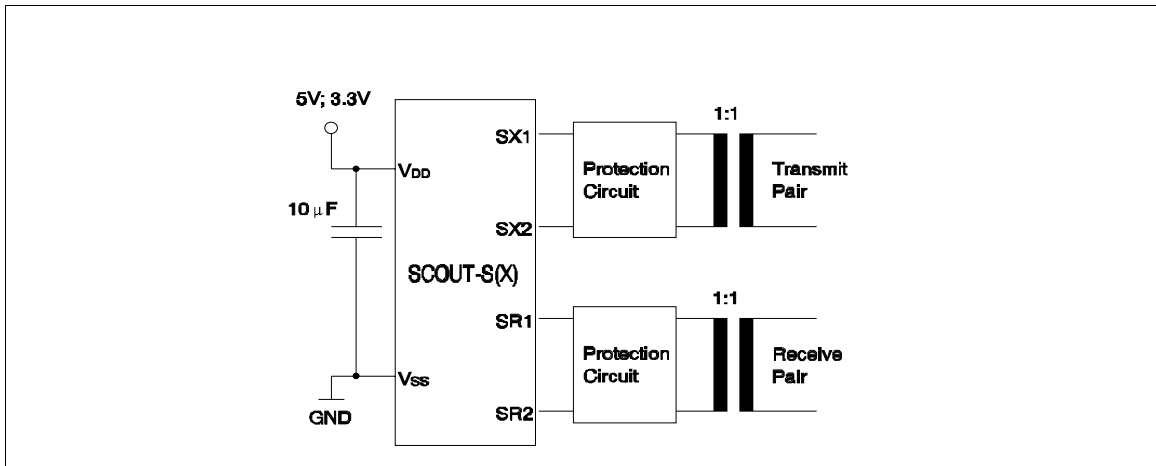 5V; 3.3V
VDD
10 µF
VSS
GND
SCOUT-S(X)
SX1
SX2
SR1
SR2
Protection
Circuit
1:1
Transmit
Pair
Protection
Circuit
1:1
Receive
Pair